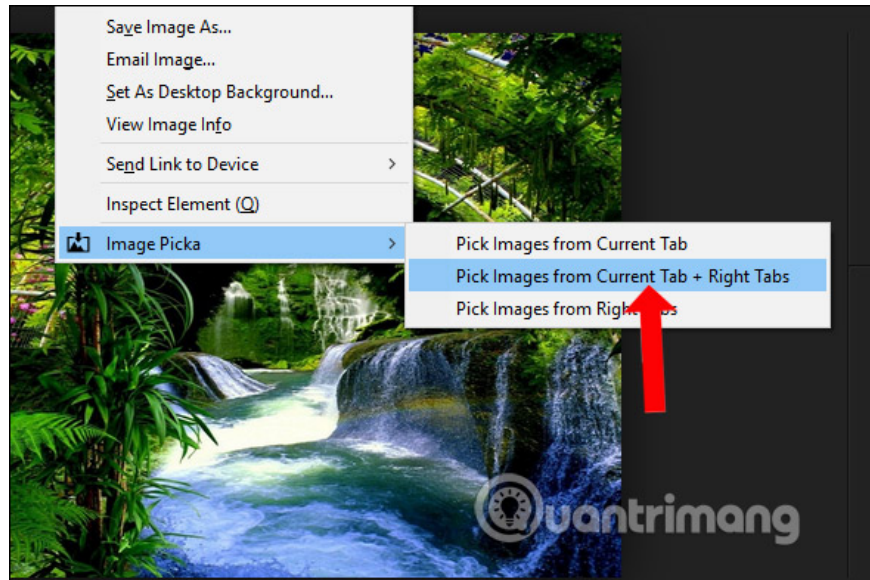 Save Image As...
Email Image...
Set As Desktop Background...
View Image Info
Send Link to Device
Inspect Element (Q)
Image Picka
Pick Images from Current Tab
Pick Images from Current Tab + Right Tabs
Pick Images from Right
Quantrimang